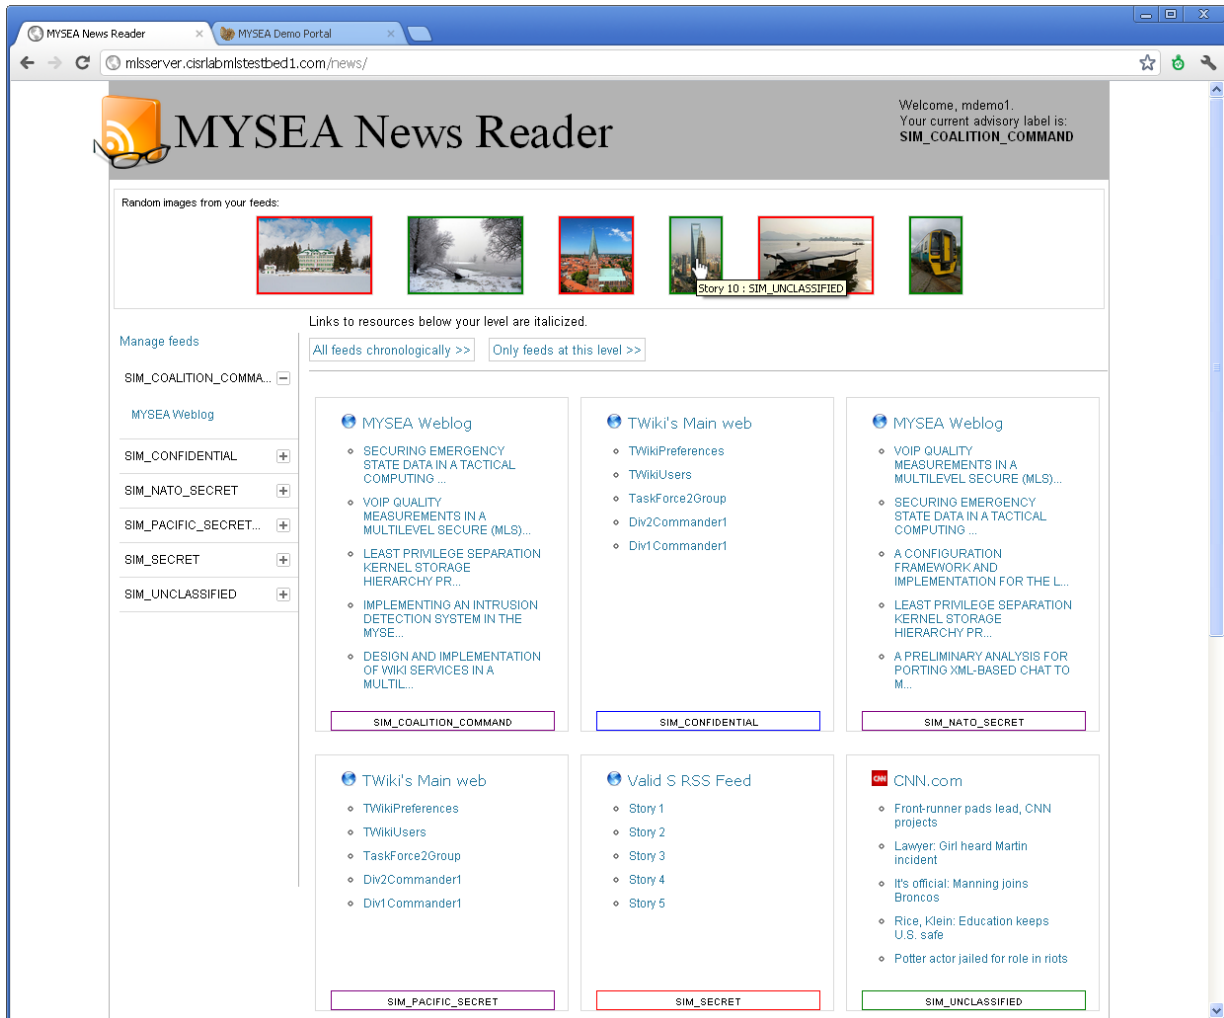 MYSEA News Reader
MYSEA Demo Portal
mlsserver.cisrlabmlstestbed1.com/news/
MYSEA News Reader
Welcome, mdemo1.
Your current advisory label is:
SIM_COALITION_COMMAND
Random images from your feeds:
Story 10 : SIM_UNCLASSIFIED
Links to resources below your level are italicized.
All feeds chronologically >>
Only feeds at this level >>
Manage feeds
SIM_COALITION_COMMA...
MYSEA Weblog
SIM_CONFIDENTIAL
SIM_NATO_SECRET
SIM_PACIFIC_SECRET...
SIM_SECRET
SIM_UNCLASSIFIED
MYSEA Weblog
SECURING EMERGENCY
STATE DATA IN A TACTICAL
COMPUTING ...
VOIP QUALITY
MEASUREMENTS IN A
MULTILEVEL SECURE (MLS)...
LEAST PRIVILEGE SEPARATION
KERNEL STORAGE
HIERARCHY PR...
IMPLEMENTING AN INTRUSION
DETECTION SYSTEM IN THE
MYSE...
DESIGN AND IMPLEMENTATION
OF WIKI SERVICES IN A
MULTIL...
SIM_COALITION_COMMAND
TWiki's Main web
TWikiPreferences
TWikiUsers
TaskForce2Group
Div2Commander1
Div1Commander1
SIM_CONFIDENTIAL
MYSEA Weblog
VOIP QUALITY
MEASUREMENTS IN A
MULTILEVEL SECURE (MLS)...
SECURING EMERGENCY
STATE DATA IN A TACTICAL
COMPUTING ...
A CONFIGURATION
FRAMEWORK AND
IMPLEMENTATION FOR THE L...
LEAST PRIVILEGE SEPARATION
KERNEL STORAGE
HIERARCHY PR...
A PRELIMINARY ANALYSIS FOR
PORTING XML-BASED CHAT TO
M...
SIM_NATO_SECRET
TWiki's Main web
TWikiPreferences
TWikiUsers
TaskForce2Group
Div2Commander1
Div1Commander1
SIM_PACIFIC_SECRET
Valid S RSS Feed
Story 1
Story 2
Story 3
Story 4
Story 5
SIM_SECRET
CNN
CNN.com
Front-runner pads lead, CNN
projects
Lawyer: Girl heard Martin
incident
It's official: Manning joins
Broncos
Rice, Klein: Education keeps
U.S. safe
Potter actor jailed for role in riots
SIM_UNCLASSIFIED